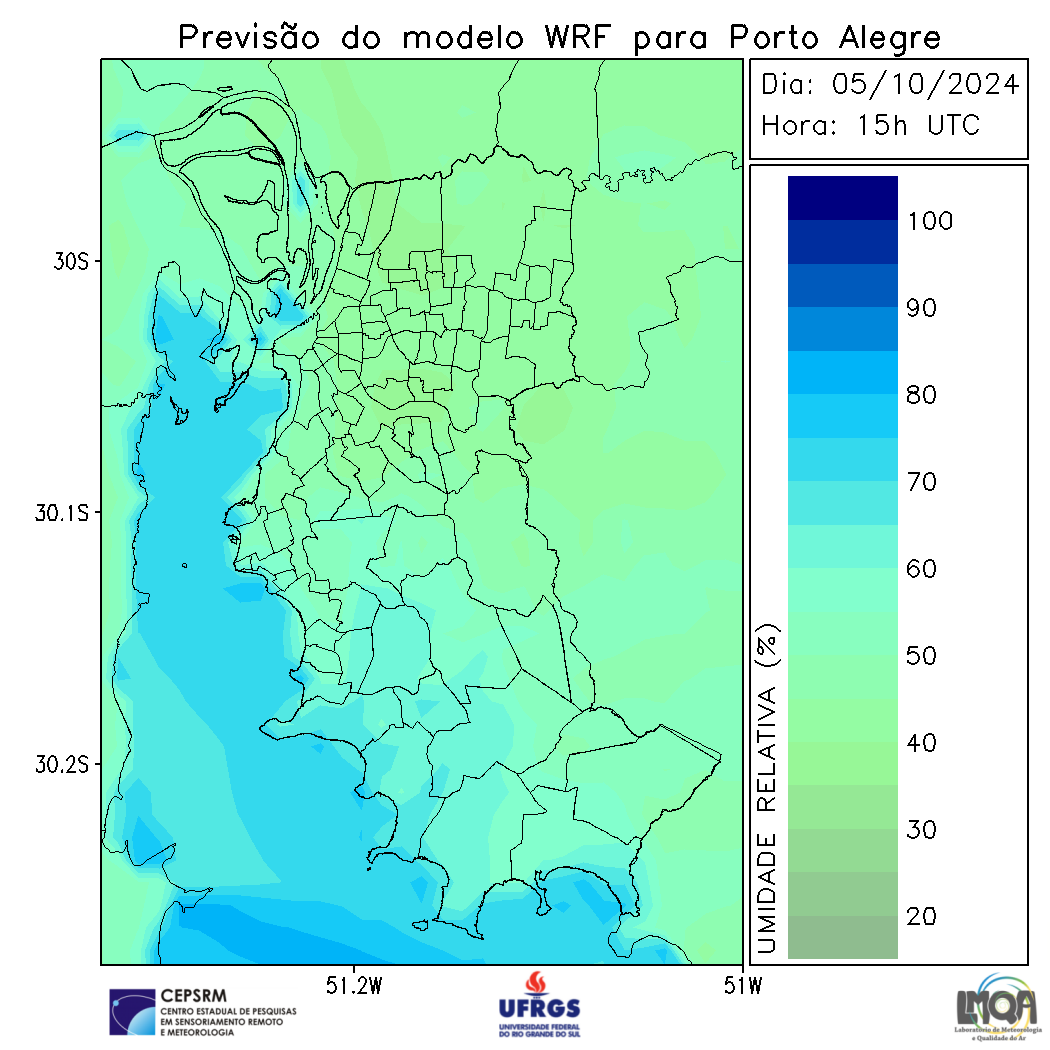 Previsão do modelo WRF para Porto Alegre
Dia: 05/10/2024
Hora: 15h UTC
30S
30.1S
30.2S
51.2W
51W
UMIDADE RELATIVA (%)
100
90
80
70
60
50
40
30
20
CEPSRM
CENTRO ESTADUAL DE PESQUISAS
EM SENSORIAMENTO REMOTO
E METEOROLOGIA
UFRGS
UNIVERSIDADE FEDERAL
DO RIO GRANDE DO SUL
LMQA
Laboratório de Meteorologia
e Qualidade do Ar